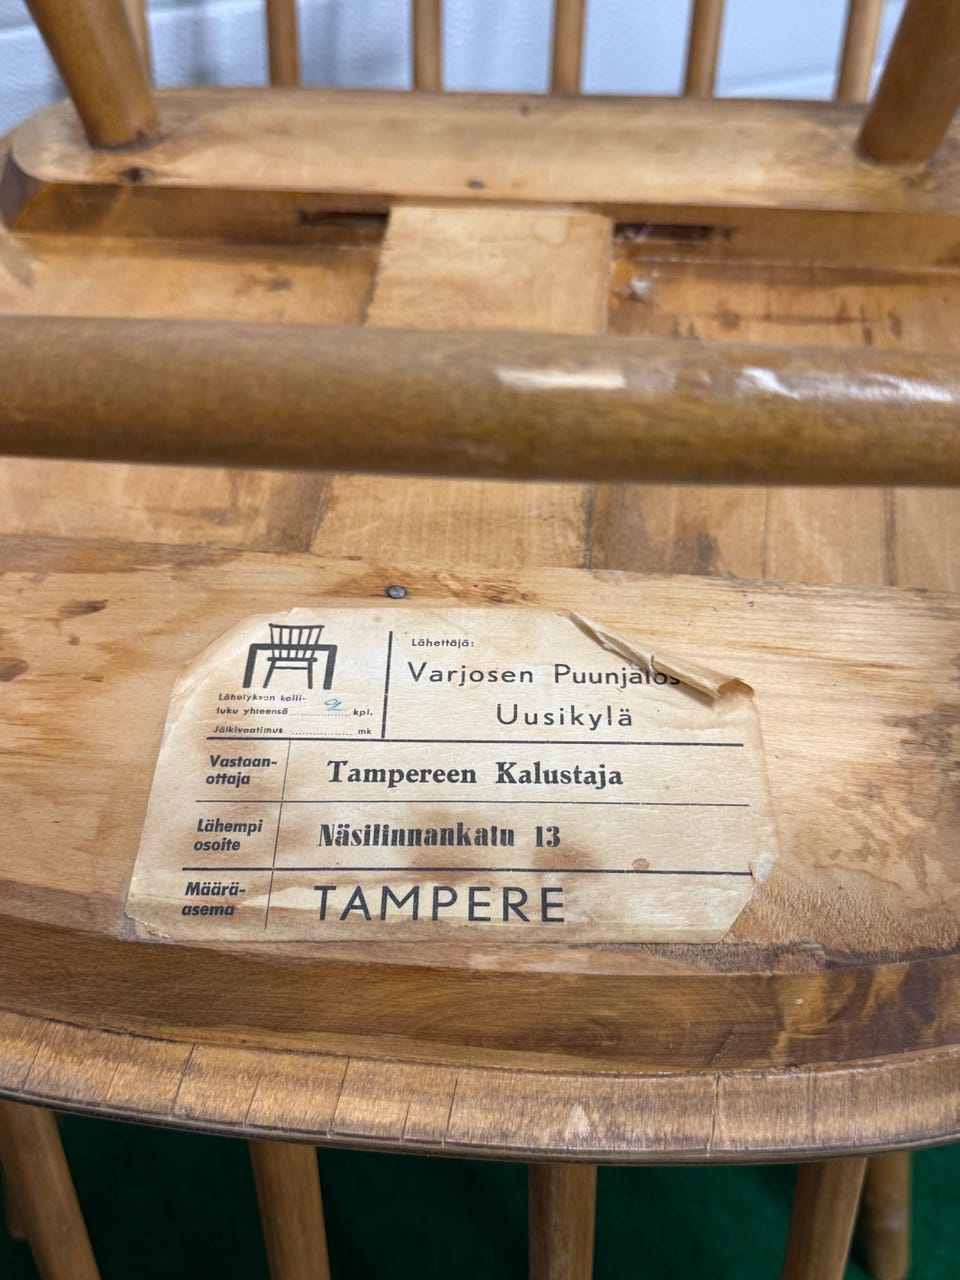 Lähettäjä:
Varjosen Puunjalos
Uusikylä
Lähetyksen kolli-
luku yhteensä 2 kpl.
Jälkivaatimus mk
Vastaan-
ottaja
Tampereen Kalustaja
Lähempi
osoite
Näsilinnankatu 13
Määrä-
asema
TAMPERE